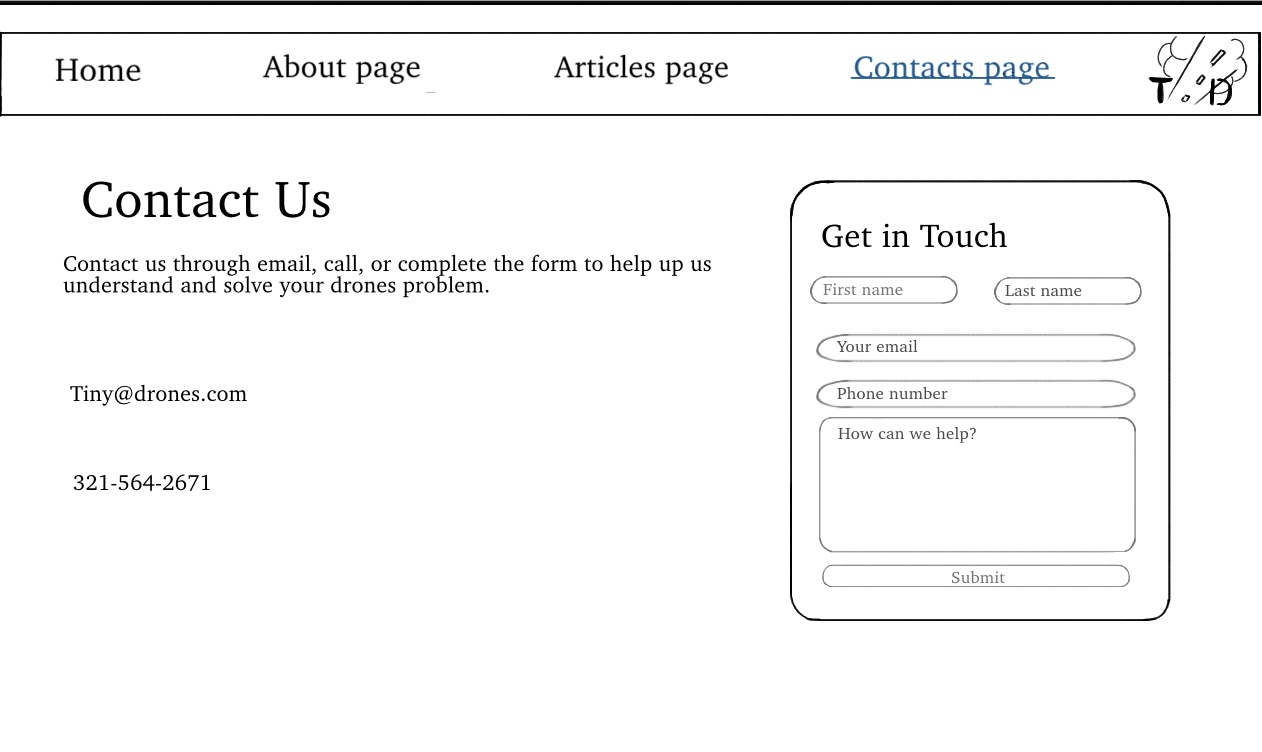 Home About page Articles page Contacts page
T D
Contact Us
Contact us through email, call, or complete the form to help up us
understand and solve your drones problem.
Tiny@drones.com
321-564-2671
Get in Touch
First name Last name
Your email
Phone number
How can we help?
Submit